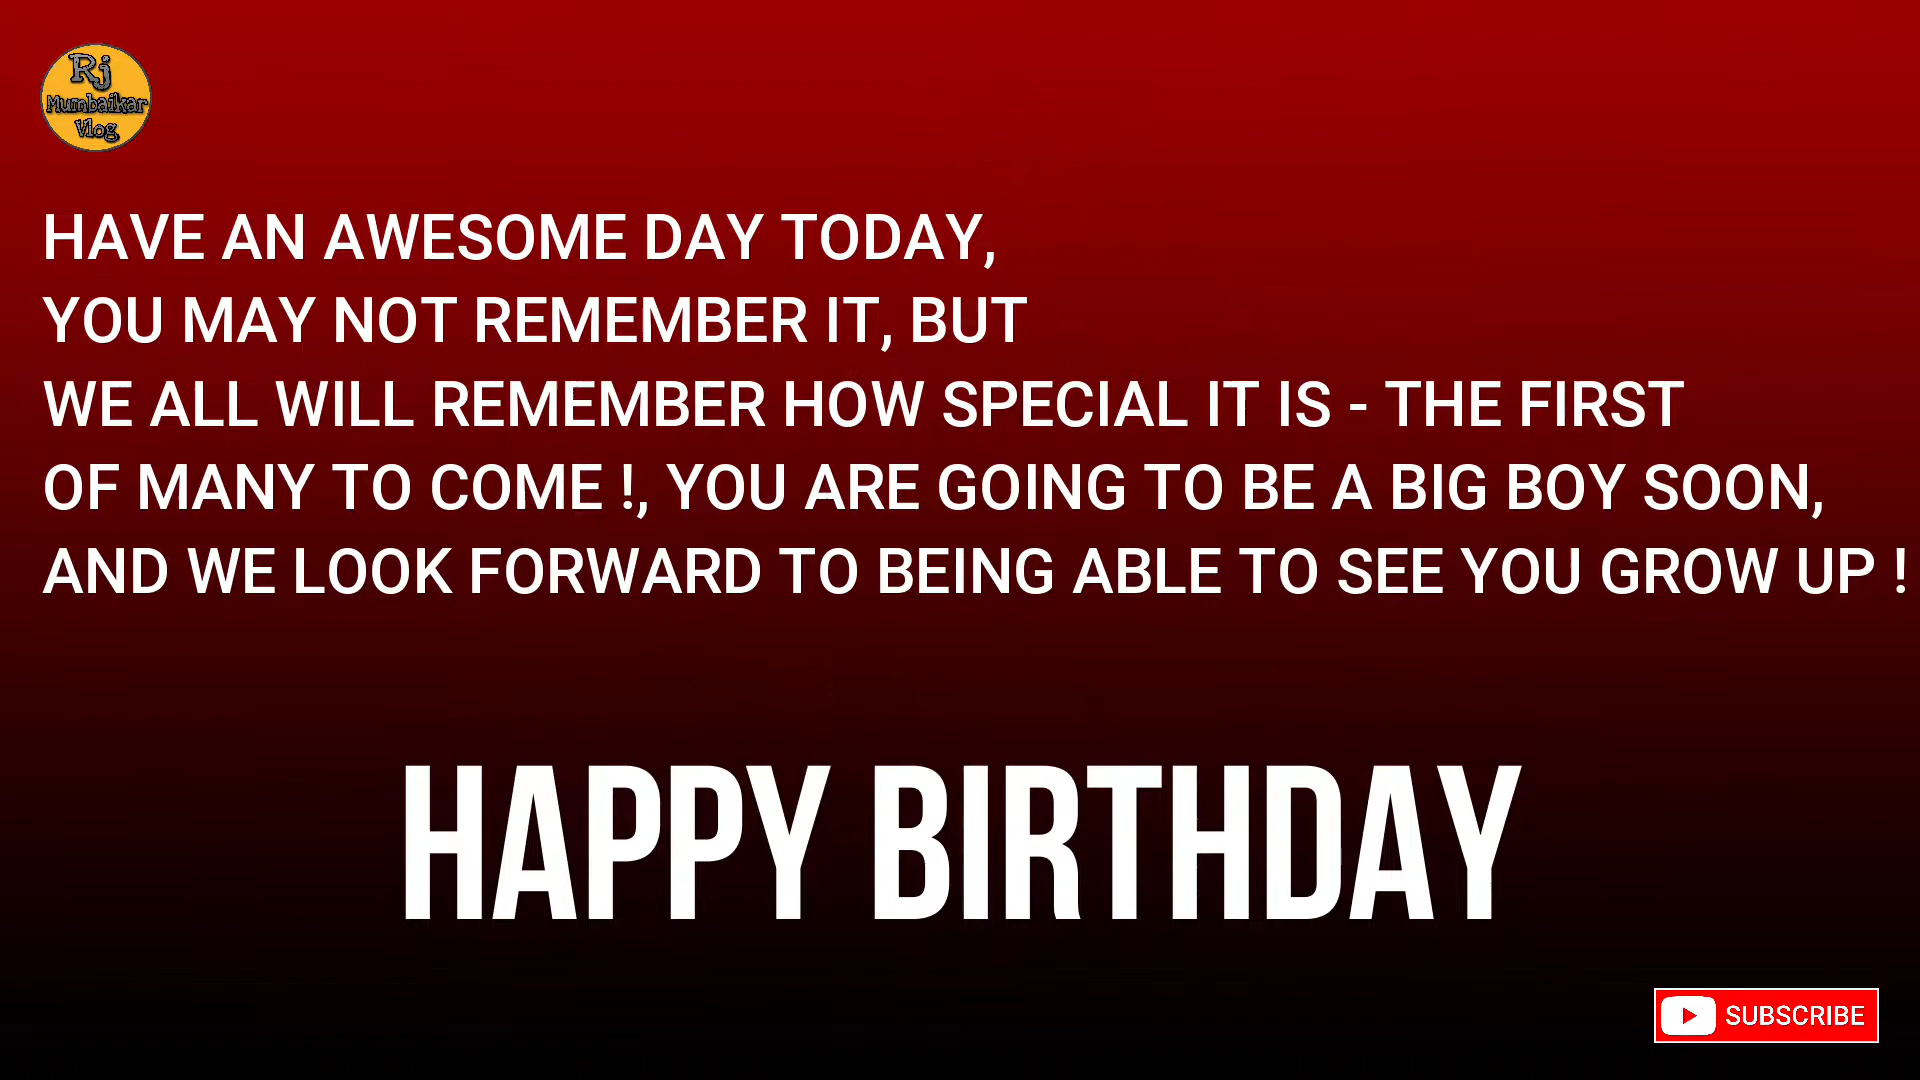 Rj
Mumbaikar
Vlog
HAVE AN AWESOME DAY TODAY,
YOU MAY NOT REMEMBER IT, BUT
WE ALL WILL REMEMBER HOW SPECIAL IT IS - THE FIRST
OF MANY TO COME !, YOU ARE GOING TO BE A BIG BOY SOON,
AND WE LOOK FORWARD TO BEING ABLE TO SEE YOU GROW UP !
HAPPY BIRTHDAY
SUBSCRIBE